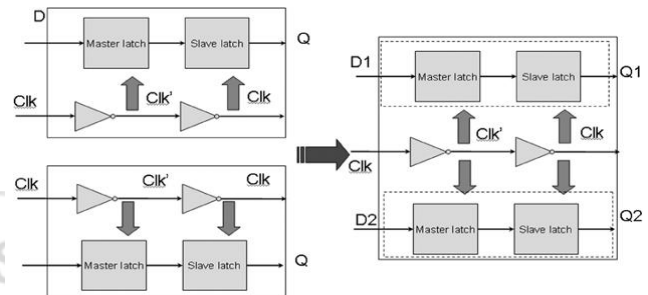 D
Master latch
Slave latch
Q
Clk
Clk'
Clk
Clk
Clk'
Clk
Master latch
Slave latch
Q
D1
Master latch
Slave latch
Q1
Clk
Clk'
Clk
D2
Master latch
Slave latch
Q2